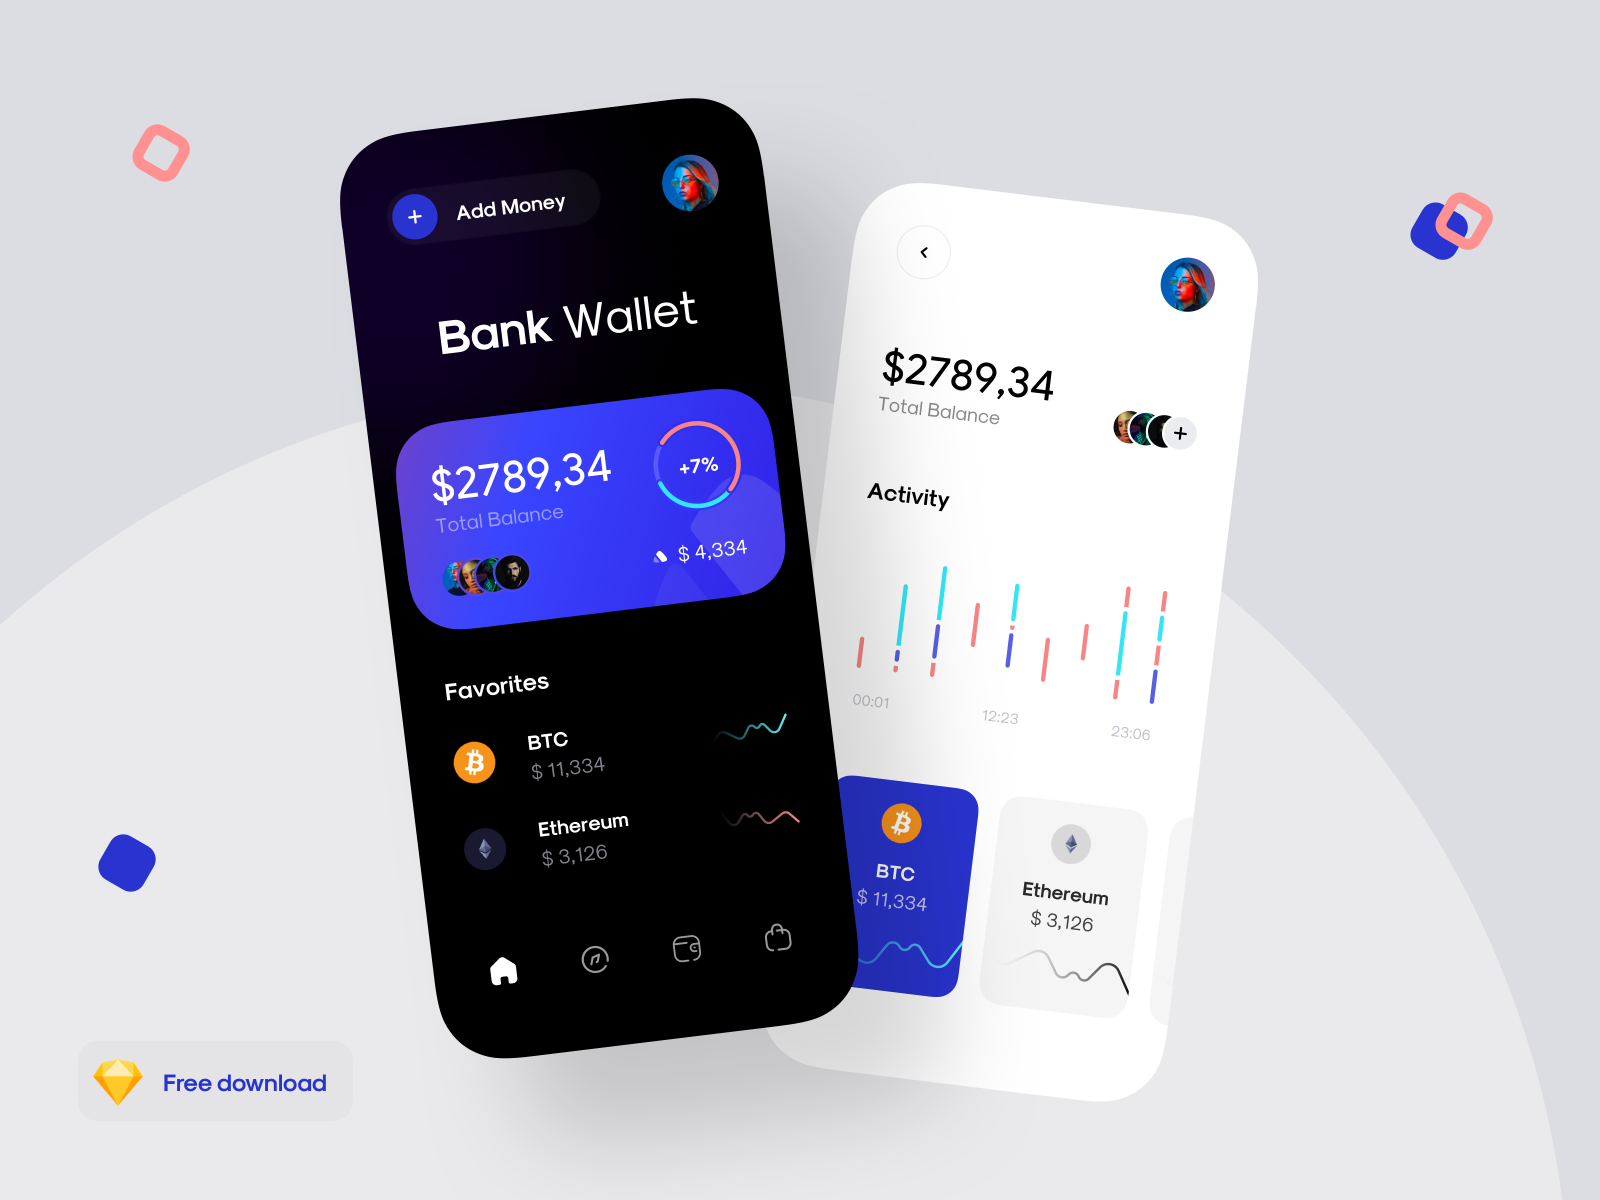 Add Money
Bank Wallet
$2789,34
Total Balance
+7%
$ 4,334
Favorites
BTC
$ 11,334
Ethereum
$ 3,126
$2789,34
Total Balance
Activity
00:01
12:23
23:06
BTC
$ 11,334
Ethereum
$ 3,126
Free download